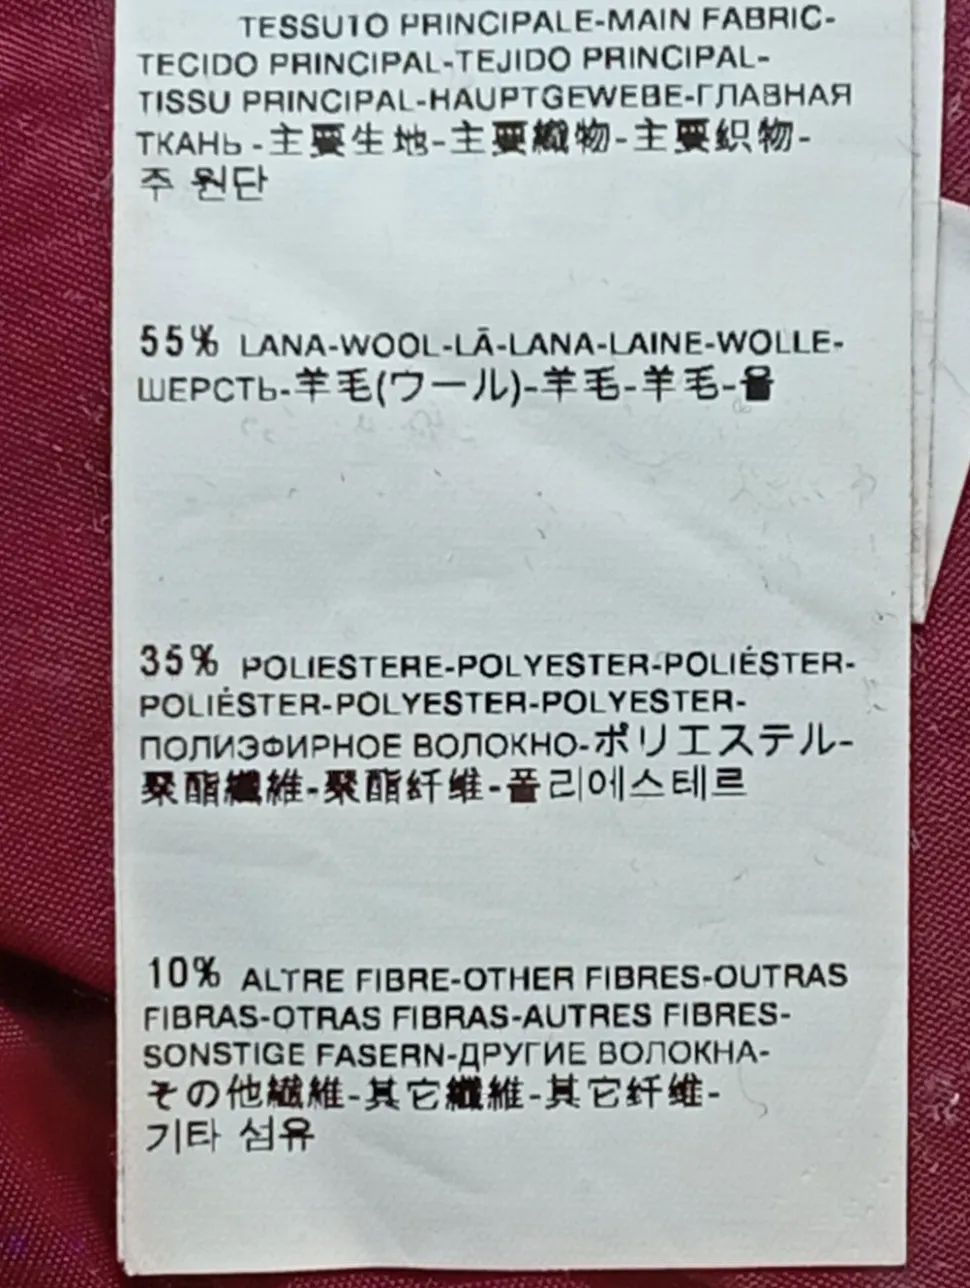 TESSUTO PRINCIPALE-MAIN FABRIC-
TECIDO PRINCIPAL-TEJIDO PRINCIPAL-
TISSU PRINCIPAL-HAUPTGEWEBE-ГЛАВНАЯ
ТКАНЬ-主要生地-主要織物-主要织物-
주 원단
55% LANA-WOOL-LÃ-LANA-LAINE-WOLLE-
ШЕРСТЬ-羊毛(ウール)-羊毛-羊毛-울
35% POLIESTERE-POLYESTER-POLIÉSTER-
POLIÉSTER-POLYESTER-POLYESTER-
ПОЛИЭФИРНОЕ ВОЛОКНО-ポリエステル-
聚酯纖維-聚酯纤维-폴리에스테르
10% ALTRE FIBRE-OTHER FIBRES-OUTRAS
FIBRAS-OTRAS FIBRAS-AUTRES FIBRES-
SONSTIGE FASERN-ДРУГИЕ ВОЛОКНА-
その他繊維-其它纖維-其它纤维-
기타 섬유